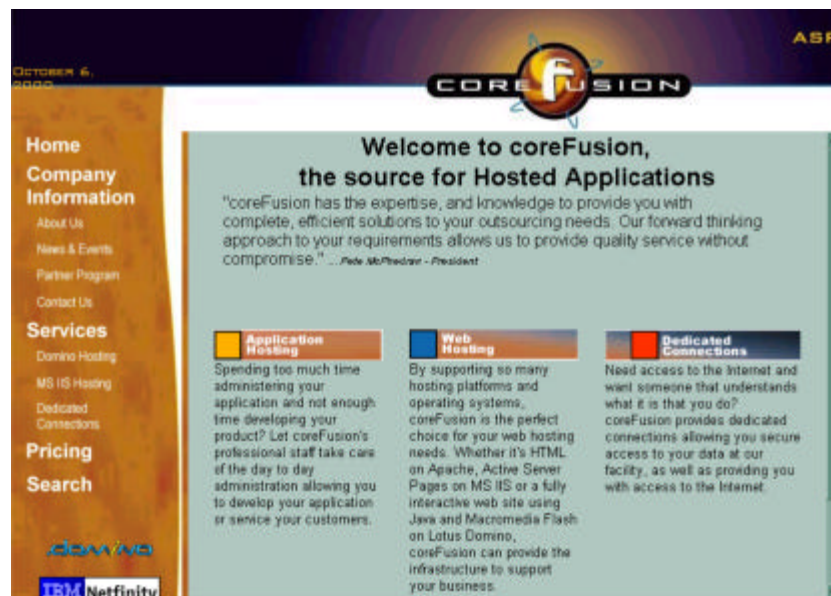 ASP
OCTOBER 6,
2000
COREFUSION
Home
Company
Information
About Us
News & Events
Partner Program
Contact Us
Services
Domino Hosting
MS IIS Hosting
Dedicated
Connections
Pricing
Search
domino
IBM Netfinity
Welcome to coreFusion,
the source for Hosted Applications
"coreFusion has the expertise, and knowledge to provide you with
complete, efficient solutions to your outsourcing needs. Our forward thinking
approach to your requirements allows us to provide quality service without
compromise." ... Pete McPhedran - President
Application
Hosting
Spending too much time
administering your
application and not enough
time developing your
product? Let coreFusion's
professional staff take care
of the day to day
administration allowing you
to develop your application
or service your customers.
Web
Hosting
By supporting so many
hosting platforms and
operating systems,
coreFusion is the perfect
choice for your web hosting
needs. Whether it's HTML
on Apache, Active Server
Pages on MS IIS or a fully
interactive web site using
Java and Macromedia Flash
on Lotus Domino,
coreFusion can provide the
infrastructure to support
your business.
Dedicated
Connections
Need access to the Internet and
want someone that understands
what it is that you do?
coreFusion provides dedicated
connections allowing you secure
access to your data at our
facility, as well as providing you
with access to the Internet.